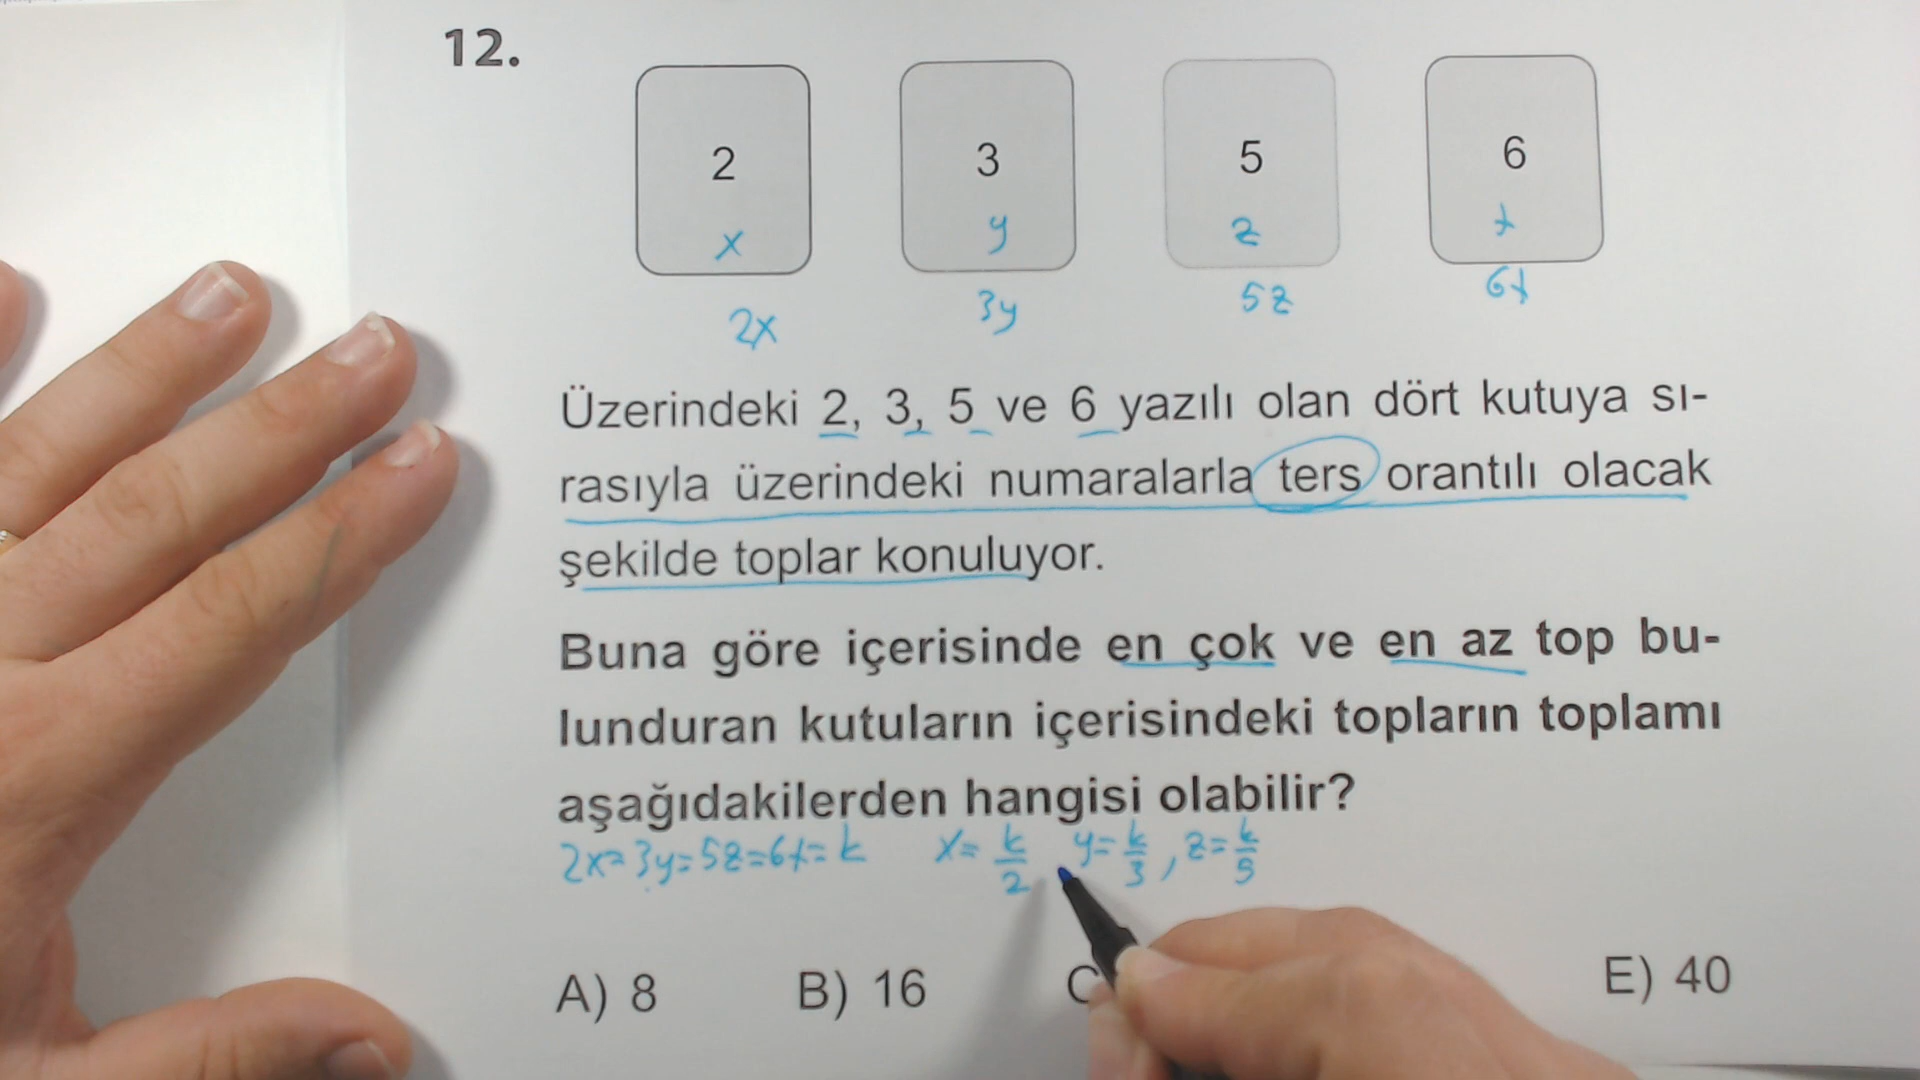 12.
2 3 5 6
x y z t
2x 3y 5z 6t
Üzerindeki 2, 3, 5 ve 6 yazılı olan dört kutuya sı-
rasıyla üzerindeki numaralarla ters orantılı olacak
şekilde toplar konuluyor.
Buna göre içerisinde en çok ve en az top bu-
lunduran kutuların içerisindeki topların toplamı
aşağıdakilerden hangisi olabilir?
2x=3y=5z=6t=k x=k/2 y=k/3, z=k/5
A) 8 B) 16 C E) 40